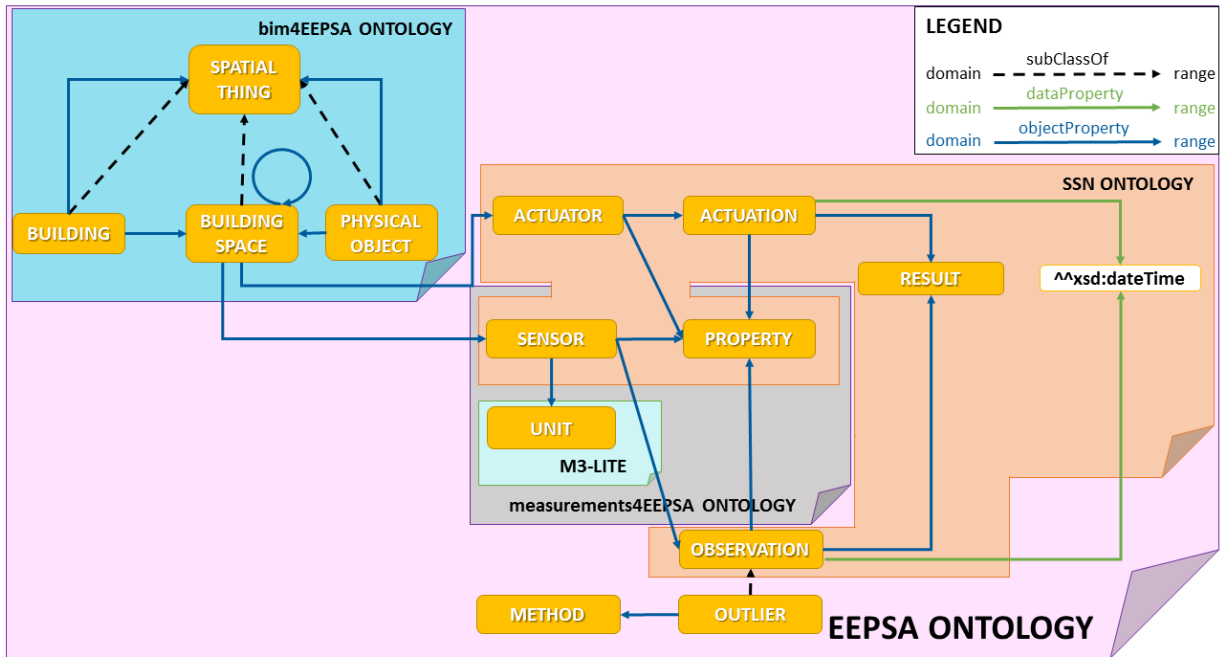 bim4EEPSA ONTOLOGY
SPATIAL
THING
BUILDING
BUILDING
SPACE
PHYSICAL
OBJECT
LEGEND
domain
subClassOf
range
domain
dataProperty
range
domain
objectProperty
range
SSN ONTOLOGY
ACTUATOR
ACTUATION
RESULT
^^xsd:dateTime
SENSOR
PROPERTY
UNIT
M3-LITE
measurements4EEPSA ONTOLOGY
OBSERVATION
METHOD
OUTLIER
EEPSA ONTOLOGY